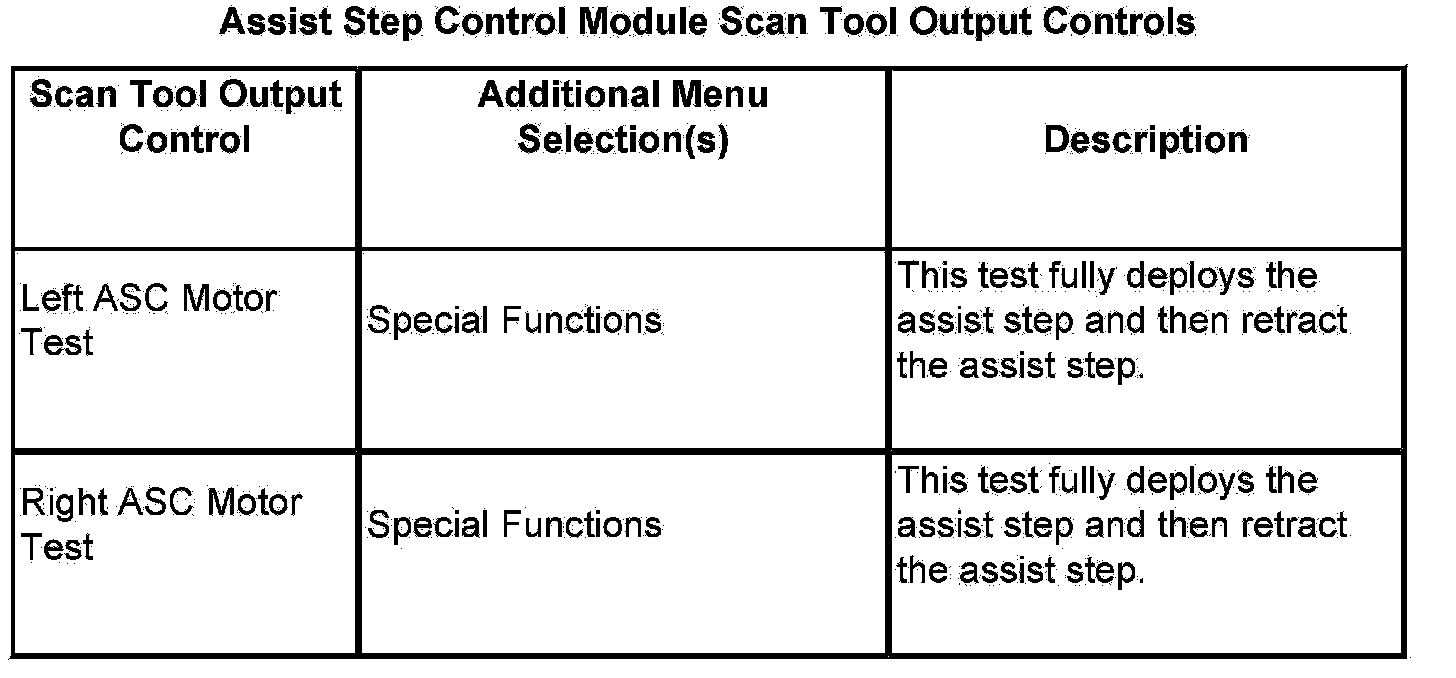 Assist Step Control Module Scan Tool Output Controls
Scan Tool Output
Control
Additional Menu
Selection(s)
Description
Left ASC Motor
Test
Special Functions
This test fully deploys the
assist step and then retract
the assist step.
Right ASC Motor
Test
Special Functions
This test fully deploys the
assist step and then retract
the assist step.